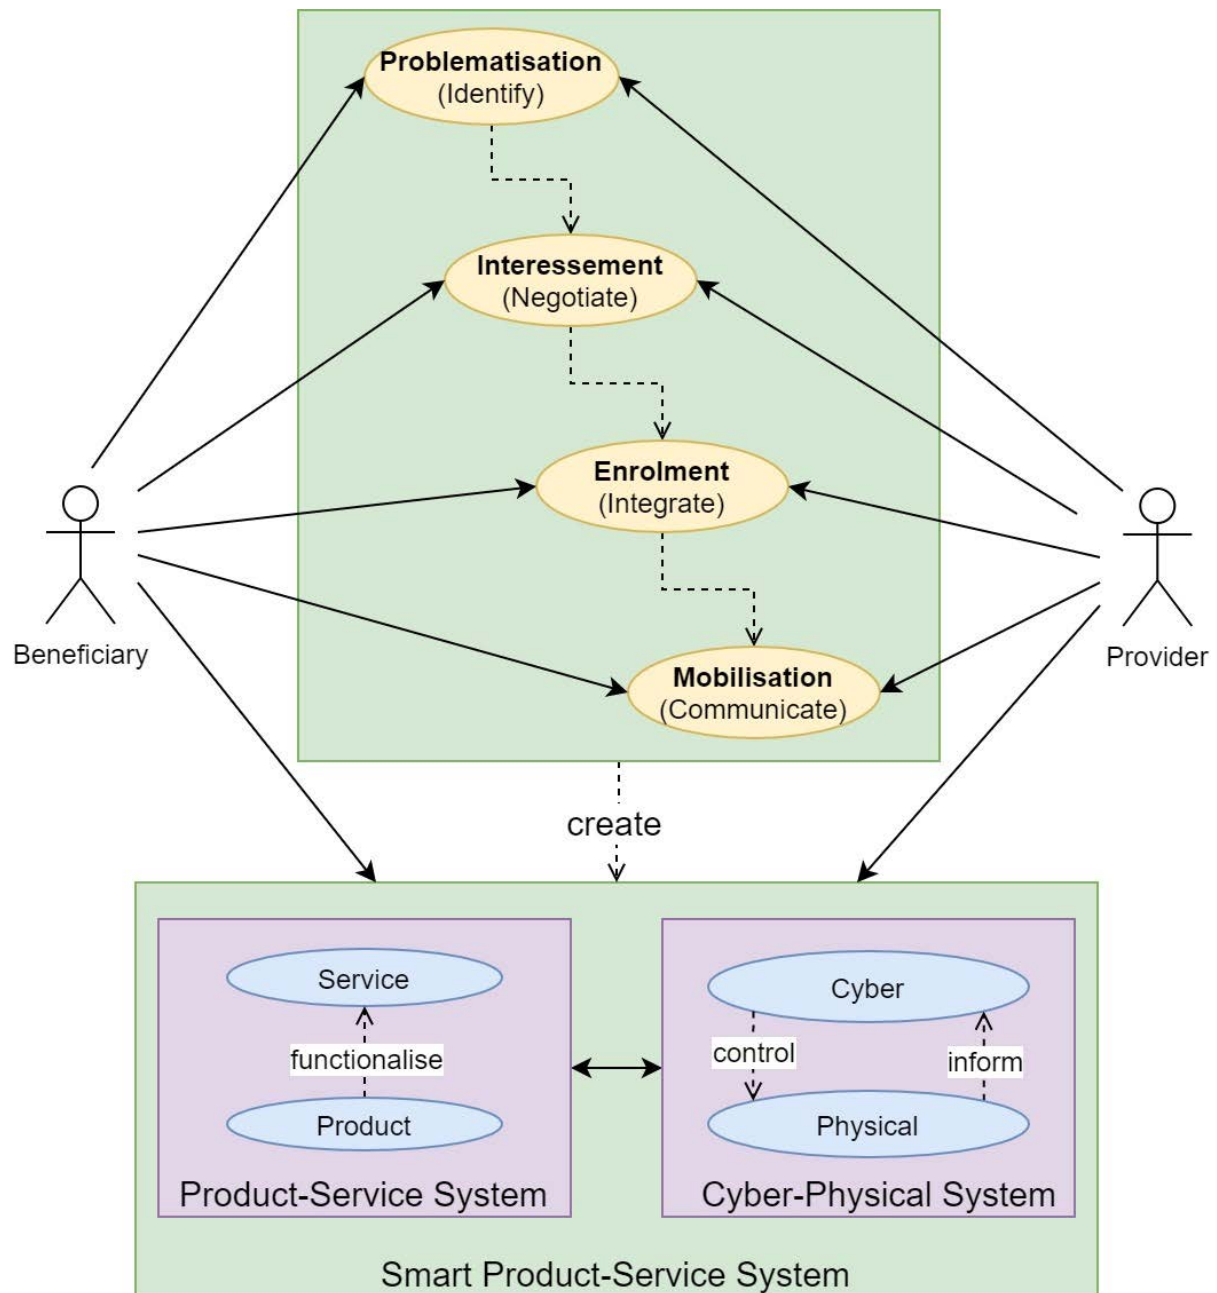 Problematisation
(Identify)
Interessement
(Negotiate)
Enrolment
(Integrate)
Beneficiary
Provider
Mobilisation
(Communicate)
create
Service
functionalise
Product
Product-Service System
Cyber
control
inform
Physical
Cyber-Physical System
Smart Product-Service System